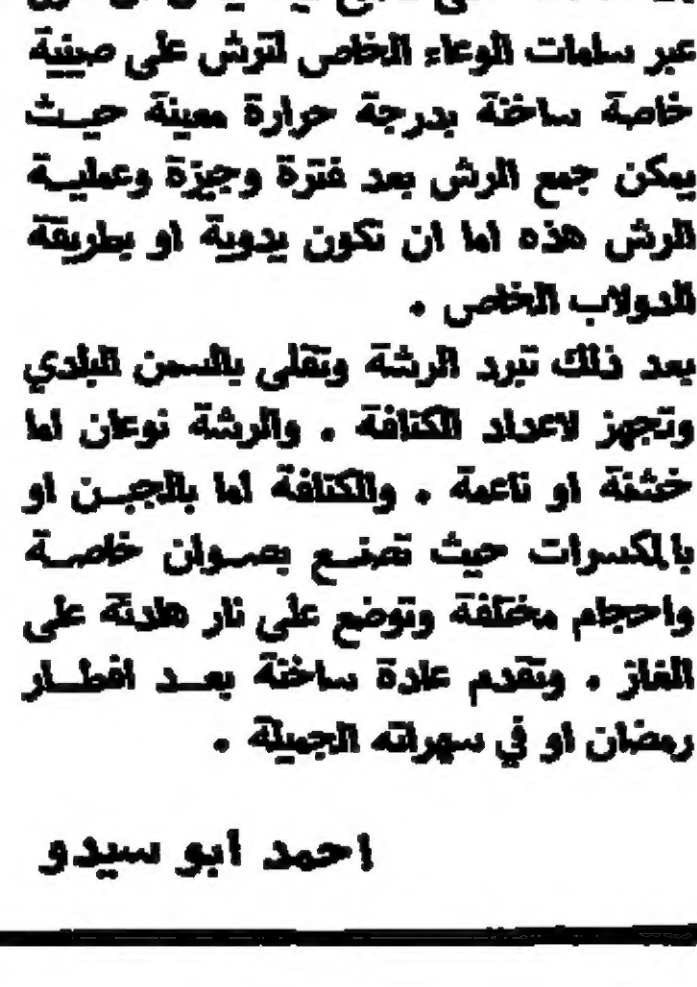 عبر سلمات الوعاء الخاص لترش على صينية
خاصة ساخنة بدرجة حرارة معينة حيث
يمكن جمع الرش بعد فترة وجيزة وعملية
الرش هذه اما ان تكون يدوية او بطريقة
الدولاب الخاص .
بعد ذلك تبرد الرشة وتقلى بالسمن البلدي
وتجهز لاعداد الكنافة . والرشة نوعان اما
خشنة او ناعمة . والكنافة اما بالجبن او
بالمكسرات حيث تصنع بصوان خاصة
واحجام مختلفة وتوضع على نار هادئة على
الغاز . وتقدم عادة ساخنة بعد افطار
رمضان او في سهراته الجميلة .
احمد ابو سيدو